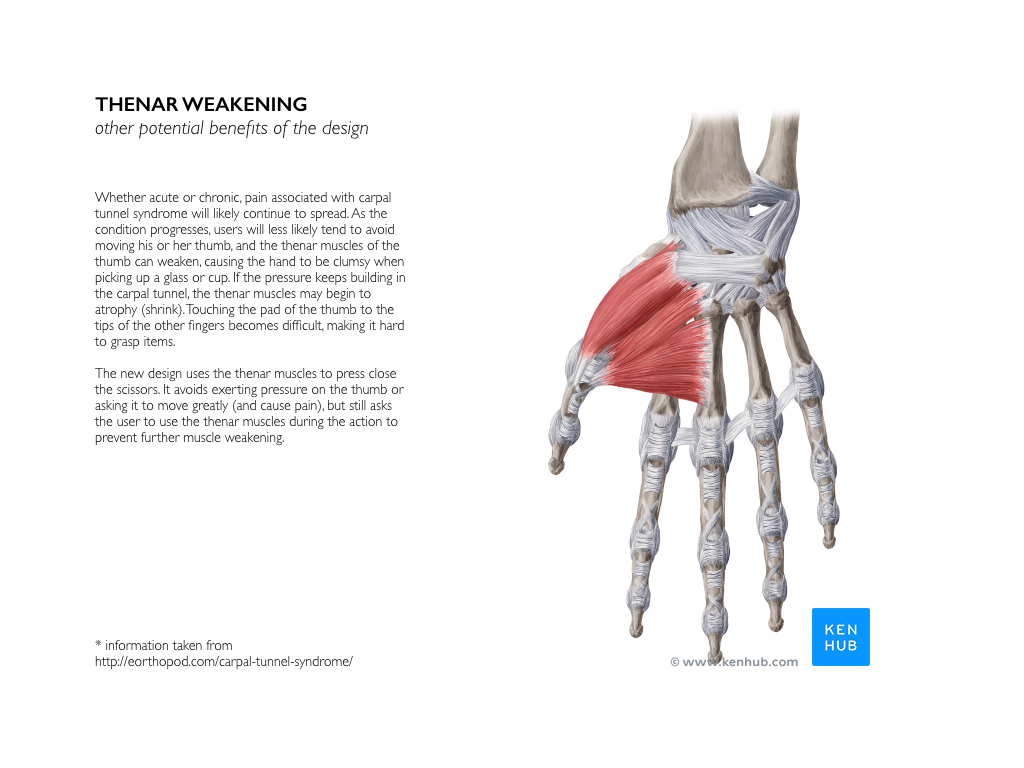 THENAR WEAKENING
other potential benefits of the design
Whether acute or chronic, pain associated with carpal
tunnel syndrome will likely continue to spread. As the
condition progresses, users will less likely tend to avoid
moving his or her thumb, and the thenar muscles of the
thumb can weaken, causing the hand to be clumsy when
picking up a glass or cup. If the pressure keeps building in
the carpal tunnel, the thenar muscles may begin to
atrophy (shrink). Touching the pad of the thumb to the
tips of the other fingers becomes difficult, making it hard
to grasp items.
The new design uses the thenar muscles to press close
the scissors. It avoids exerting pressure on the thumb or
asking it to move greatly (and cause pain), but still asks
the user to use the thenar muscles during the action to
prevent further muscle weakening.
* information taken from
http://eorthopod.com/carpal-tunnel-syndrome/
© www.kenhub.com
KEN
HUB